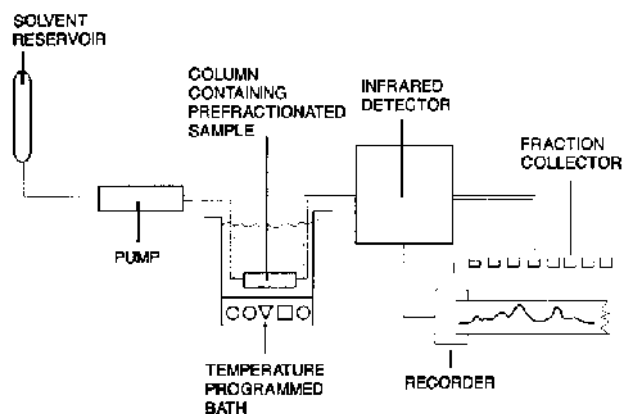 SOLVENT
RESERVOIR
COLUMN
CONTAINING
PREFRACTIONATED
SAMPLE
INFRARED
DETECTOR
FRACTION
COLLECTOR
PUMP
TEMPERATURE
PROGRAMMED
BATH
RECORDER